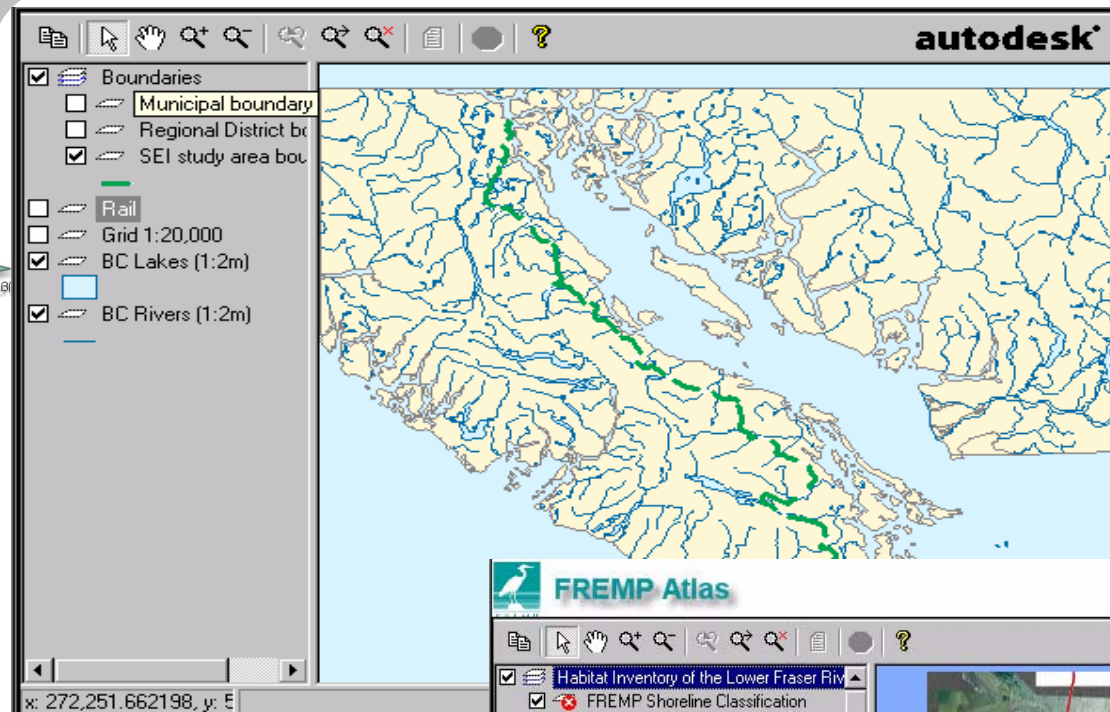 autodesk
Boundaries
Municipal boundary
Regional District bo
SEI study area bou
Rail
Grid 1:20,000
BC Lakes (1:2m)
BC Rivers (1:2m)
x: 272,251.662198, y: 5
FREMP Atlas
Habitat Inventory of the Lower Fraser Riv
FREMP Shoreline Classification